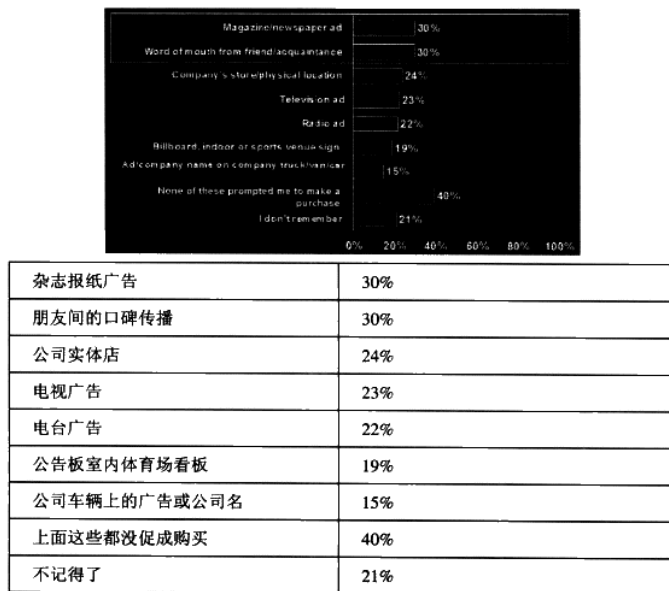 Magazine/newspaper ad 30%
Word of mouth from friend/acquaintance 30%
Company's store/physical location 24%
Television ad 23%
Radio ad 22%
Billboard, indoor or sports venue sign 19%
Ad/company name on company truck/van/car 15%
None of these prompted me to make a
purchase 40%
I don't remember 21%
0% 20% 40% 60% 80% 100%
杂志报纸广告 30%
朋友间的口碑传播 30%
公司实体店 24%
电视广告 23%
电台广告 22%
公告板室内体育场看板 19%
公司车辆上的广告或公司名 15%
上面这些都没促成购买 40%
不记得了 21%